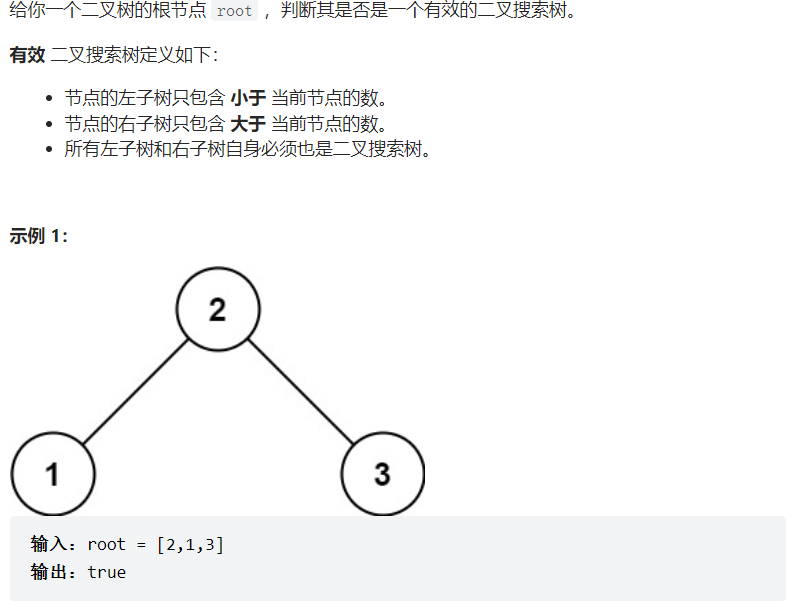 给你一个二叉树的根节点 root ，判断其是否是一个有效的二叉搜索树。
有效 二叉搜索树定义如下：
• 节点的左子树只包含 小于 当前节点的数。
• 节点的右子树只包含 大于 当前节点的数。
• 所有左子树和右子树自身必须也是二叉搜索树。
示例 1：
2
1 3
输入：root = [2,1,3]
输出：true